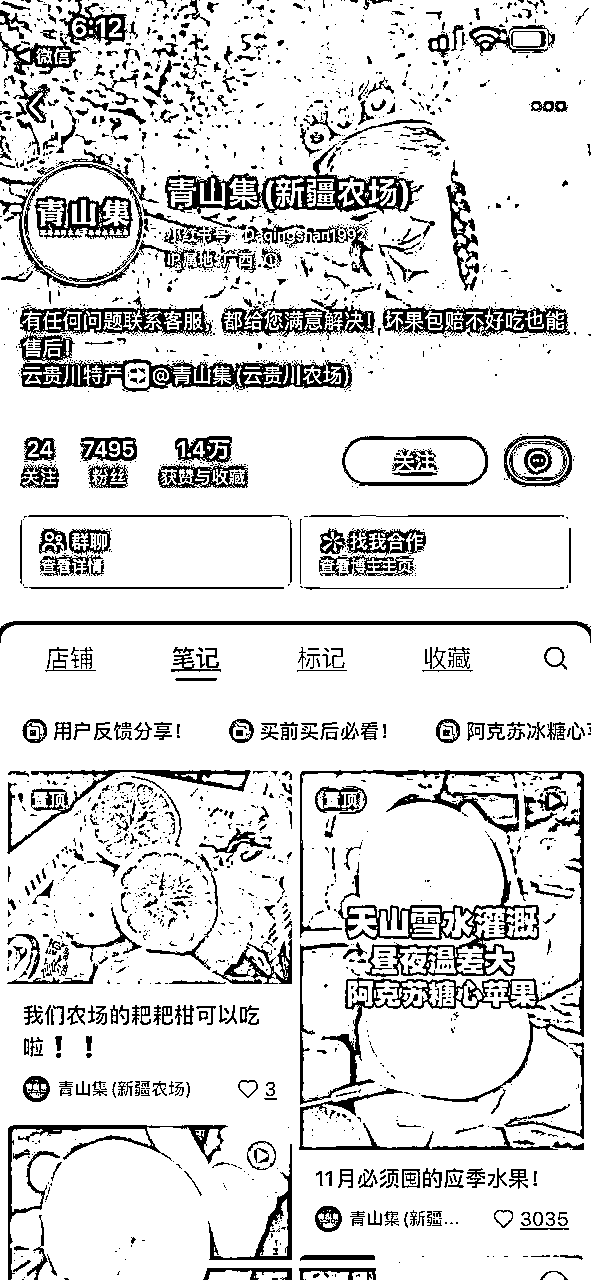 6:12
微信
青山集
青山集(新疆农场)
小红书号：Daqingshan1992
IP属地：广西
有任何问题联系客服，都给您满意解决！坏果包赔不好吃也能
售后！
云贵川特产➡@青山集(云贵川农场)
24 7495 1.4万
关注 粉丝 获赞与收藏
关注
群聊
查看详情
找我合作
查看博主主页
店铺 笔记 标记 收藏
用户反馈分享！ 买前买后必看！ 阿克苏冰糖心苹
置顶
置顶
天山雪水灌溉
昼夜温差大
阿克苏糖心苹果
我们农场的耙耙柑可以吃
啦！！
青山集(新疆农场) 3
11月必须囤的应季水果！
青山集(新疆... 3035